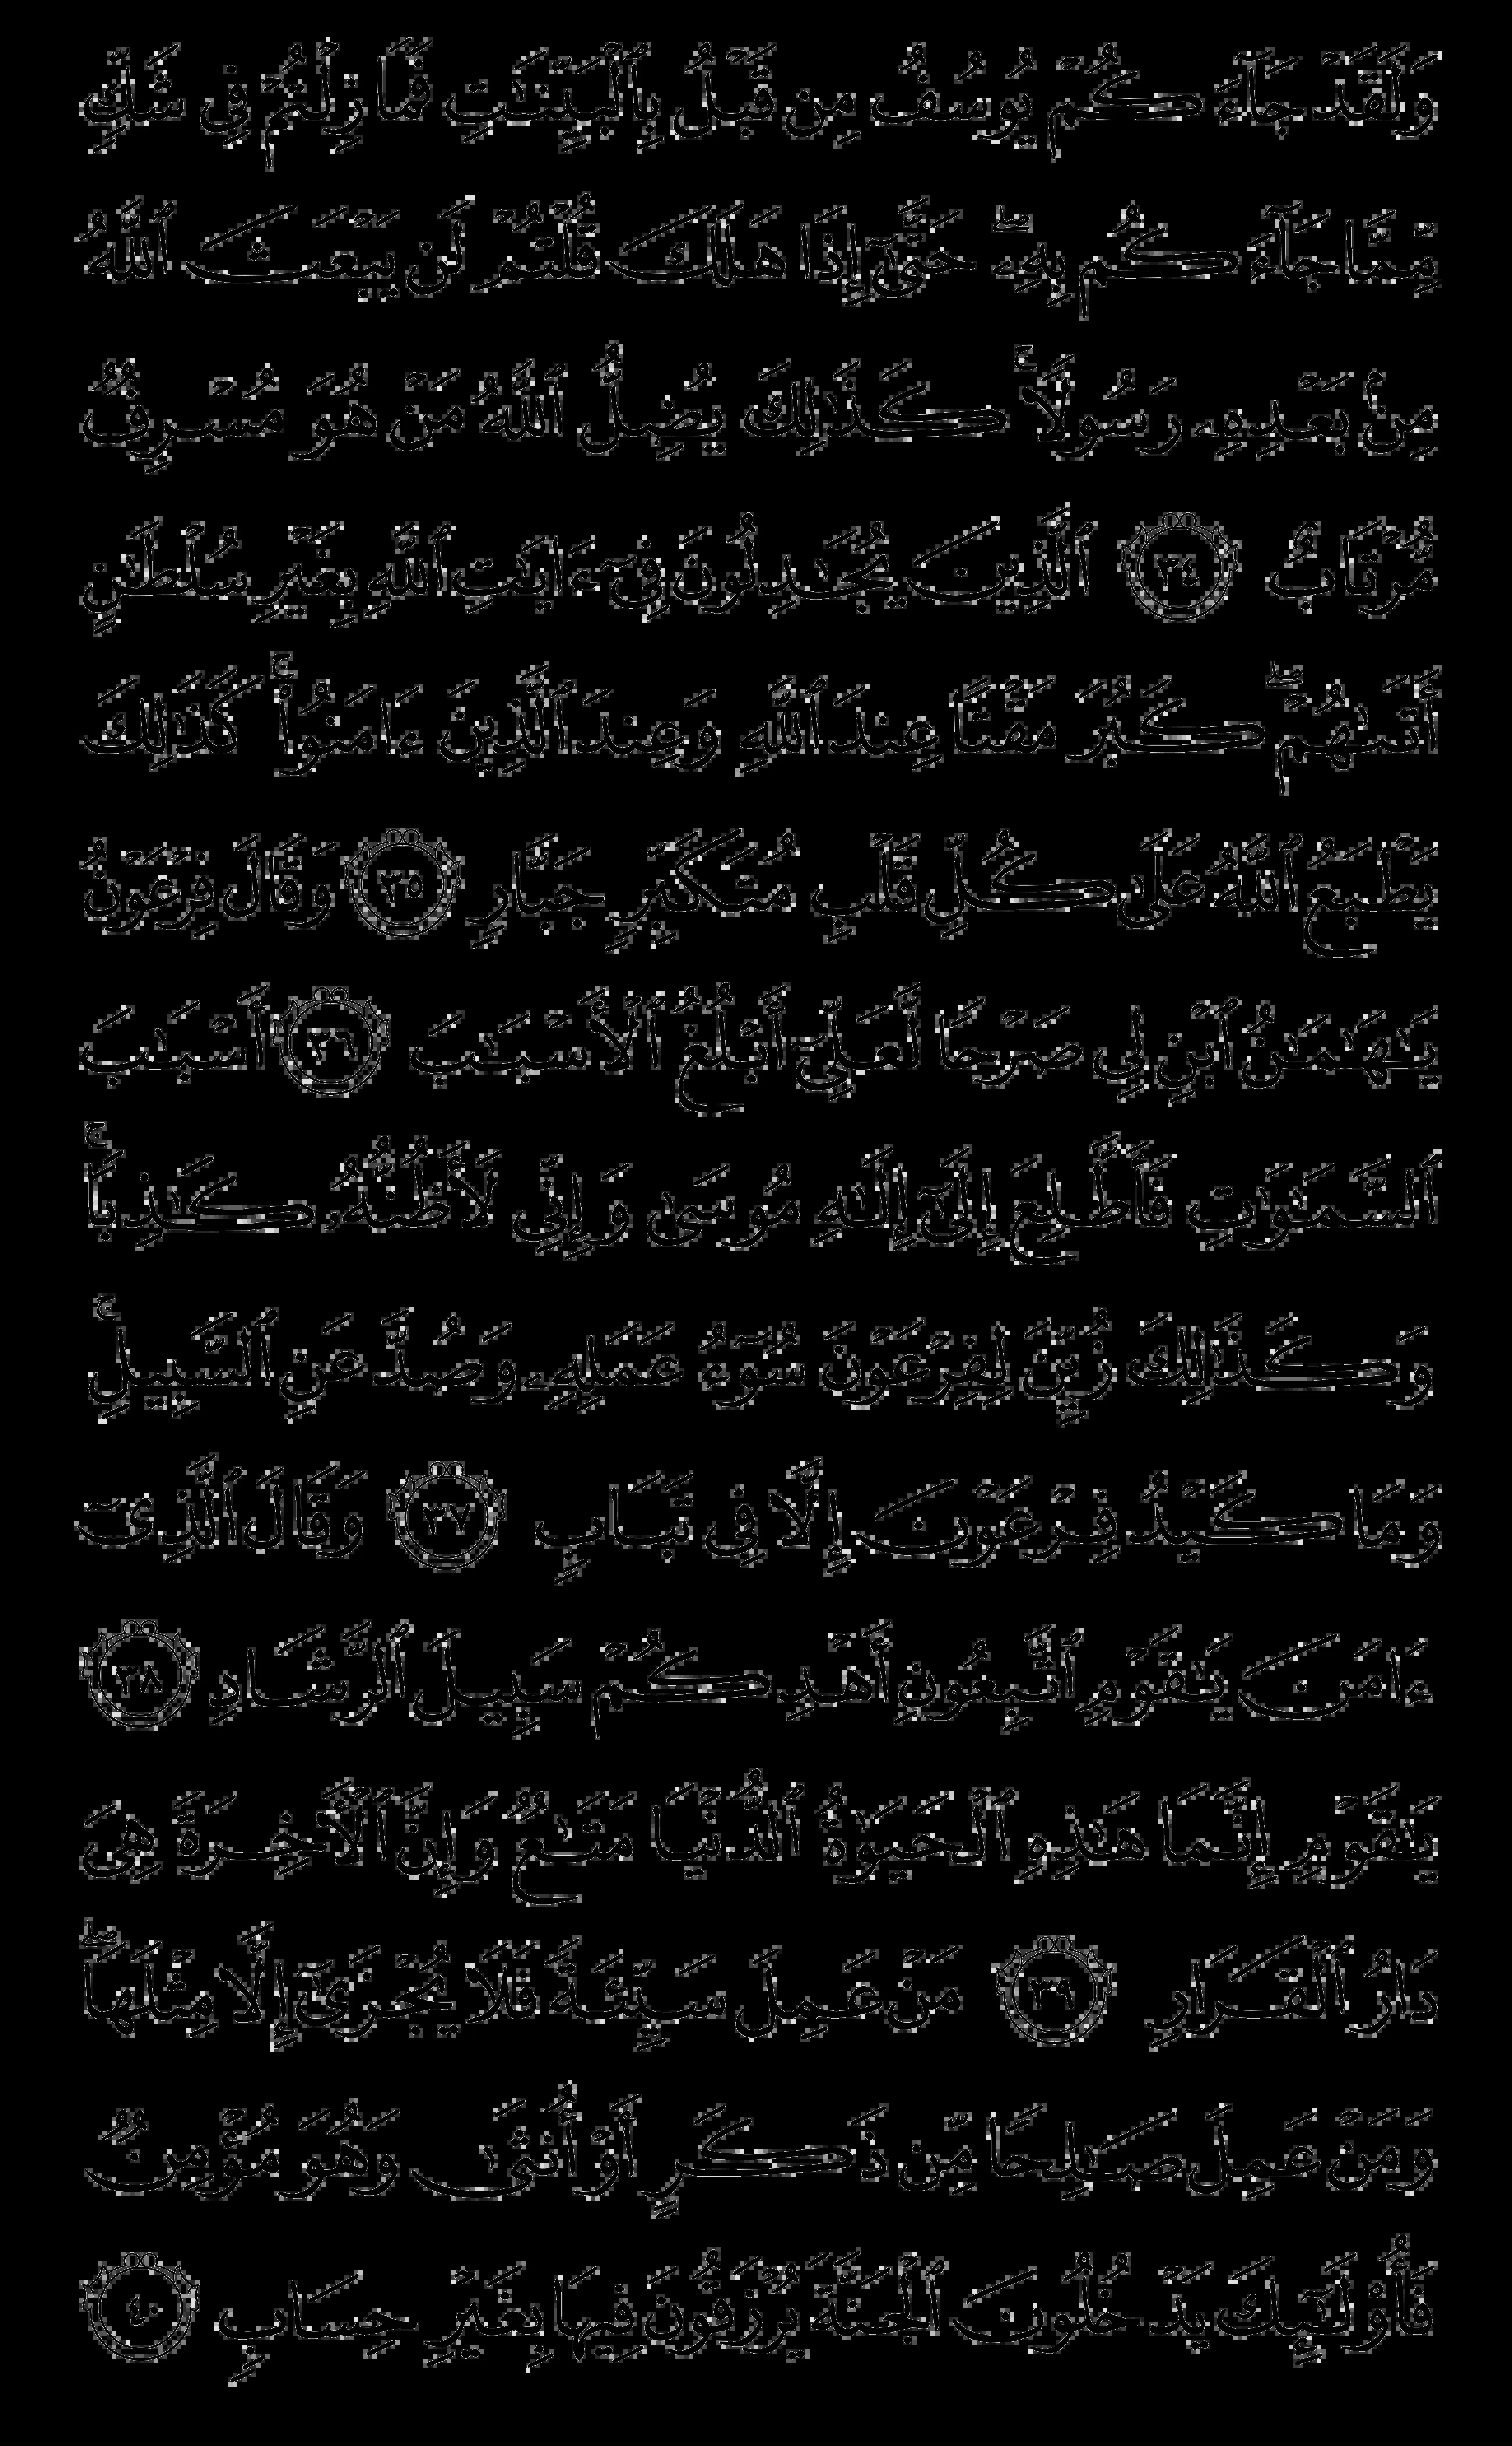 وَلَقَدْ جَآءَكُمْ يُوسُفُ مِن قَبْلُ بِٱلْبَيِّنَٰتِ فَمَا زِلْتُمْ فِى شَكٍّ
مِّمَّا جَآءَكُم بِهِۦ ۖ حَتَّىٰٓ إِذَا هَلَكَ قُلْتُمْ لَن يَبْعَثَ ٱللَّهُ
مِنۢ بَعْدِهِۦ رَسُولًا ۚ كَذَٰلِكَ يُضِلُّ ٱللَّهُ مَنْ هُوَ مُسْرِفٌ
مُّرْتَابٌ ٣٤ ٱلَّذِينَ يُجَٰدِلُونَ فِىٓ ءَايَٰتِ ٱللَّهِ بِغَيْرِ سُلْطَٰنٍ
أَتَىٰهُمْ ۖ كَبُرَ مَقْتًا عِندَ ٱللَّهِ وَعِندَ ٱلَّذِينَ ءَامَنُوا۟ ۚ كَذَٰلِكَ
يَطْبَعُ ٱللَّهُ عَلَىٰ كُلِّ قَلْبِ مُتَكَبِّرٍ جَبَّارٍ ٣٥ وَقَالَ فِرْعَوْنُ
يَٰهَٰمَٰنُ ٱبْنِ لِى صَرْحًا لَّعَلِّىٓ أَبْلُغُ ٱلْأَسْبَٰبَ ٣٦ أَسْبَٰبَ
ٱلسَّمَٰوَٰتِ فَأَطَّلِعَ إِلَىٰٓ إِلَٰهِ مُوسَىٰ وَإِنِّى لَأَظُنُّهُۥ كَٰذِبًا ۚ
وَكَذَٰلِكَ زُيِّنَ لِفِرْعَوْنَ سُوٓءُ عَمَلِهِۦ وَصُدَّ عَنِ ٱلسَّبِيلِ ۚ
وَمَا كَيْدُ فِرْعَوْنَ إِلَّا فِى تَبَابٍ ٣٧ وَقَالَ ٱلَّذِىٓ
ءَامَنَ يَٰقَوْمِ ٱتَّبِعُونِ أَهْدِكُمْ سَبِيلَ ٱلرَّشَادِ ٣٨
يَٰقَوْمِ إِنَّمَا هَٰذِهِ ٱلْحَيَوٰةُ ٱلدُّنْيَا مَتَٰعٌ وَإِنَّ ٱلْءَاخِرَةَ هِىَ
دَارُ ٱلْقَرَارِ ٣٩ مَنْ عَمِلَ سَيِّئَةً فَلَا يُجْزَىٰٓ إِلَّا مِثْلَهَا ۖ
وَمَنْ عَمِلَ صَٰلِحًا مِّن ذَكَرٍ أَوْ أُنثَىٰ وَهُوَ مُؤْمِنٌ
فَأُو۟لَٰٓئِكَ يَدْخُلُونَ ٱلْجَنَّةَ يُرْزَقُونَ فِيهَا بِغَيْرِ حِسَابٍ ٤٠